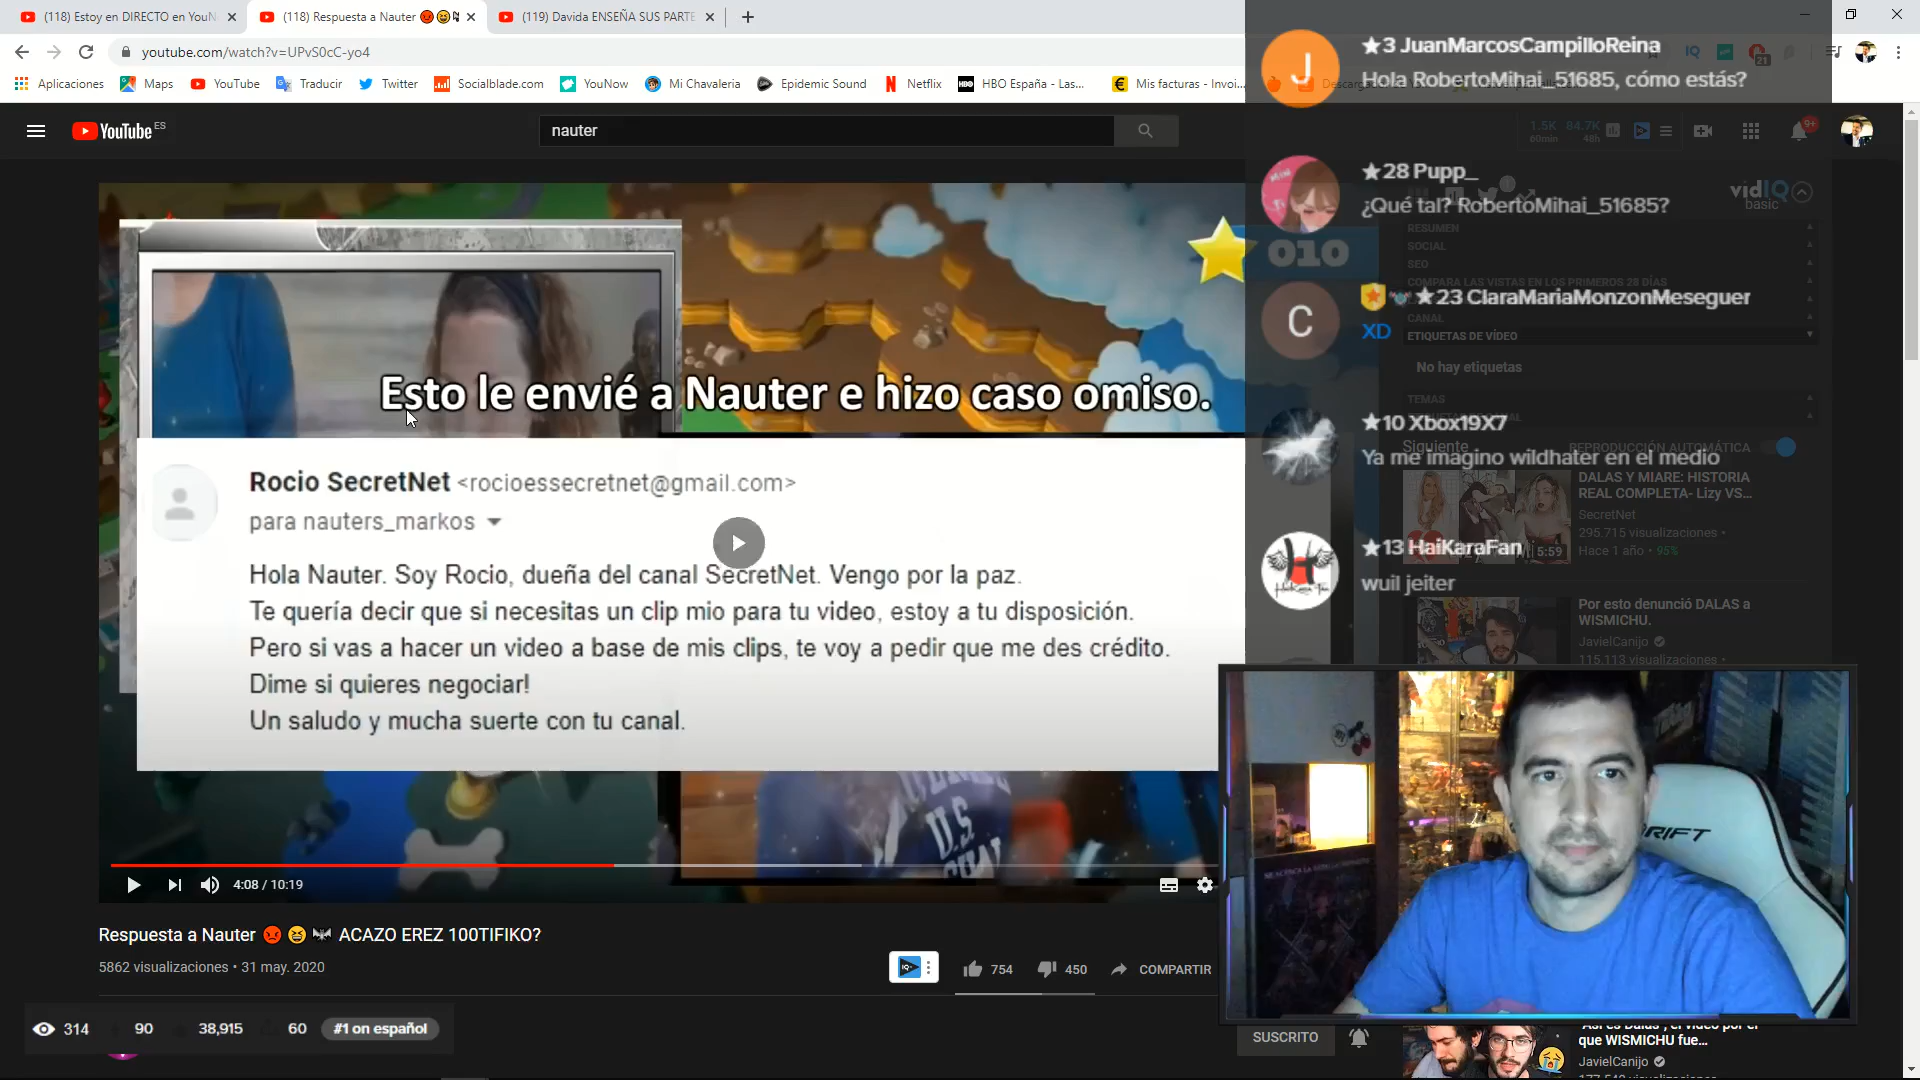 (118) Estoy en DIRECTO en YouN
(118) Respuesta a Nauter
(119) Davida ENSEÑA SUS PARTE
youtube.com/watch?v=UPvS0cC-yo4
Aplicaciones
Maps
YouTube
Traducir
Twitter
Socialblade.com
YouNow
Mi Chavaleria
Epidemic Sound
Netflix
HBO España - Las...
Mis facturas - Invoi...
YouTube ES
nauter
1.5K 84.7K
60min 48h
9+
21
★3 JuanMarcosCampilloReina
Hola RobertoMihai_51685, cómo estás?
★28 Pupp_
¿Qué tal? RobertoMihai_51685?
★23 ClaraMariaMonzonMeseguer
XD
★10 Xbox19X7
Ya me imagino wildhater en el medio
★13 HaiKaraFan
wuil jeiter
vidIQ
basic
RESUMEN
SOCIAL
SEO
COMPARA LAS VISTAS EN LOS PRIMEROS 28 DÍAS
CANAL
ETIQUETAS DE VÍDEO
No hay etiquetas
TEMAS
Siguiente
REPRODUCCIÓN AUTOMÁTICA
DALAS Y MIARE: HISTORIA
REAL COMPLETA- Lizy VS...
SecretNet
295.715 visualizaciones •
Hace 1 año • 95%
5:59
Por esto denunció DALAS a
WISMICHU.
JavielCanijo
115.113 visualizaciones •
010
Esto le envié a Nauter e hizo caso omiso.
Rocio SecretNet <rocioessecretnet@gmail.com>
para nauters_markos
Hola Nauter. Soy Rocio, dueña del canal SecretNet. Vengo por la paz.
Te quería decir que si necesitas un clip mio para tu video, estoy a tu disposición.
Pero si vas a hacer un video a base de mis clips, te voy a pedir que me des crédito.
Dime si quieres negociar!
Un saludo y mucha suerte con tu canal.
U.S.
DRIFT
4:08 / 10:19
Respuesta a Nauter 😡 😆 🦇 ACAZO EREZ 100TIFIKO?
5862 visualizaciones • 31 may. 2020
754
450
COMPARTIR
314
90
38,915
60
#1 on español
SUSCRITO
que WISMICHU fue...
JavielCanijo